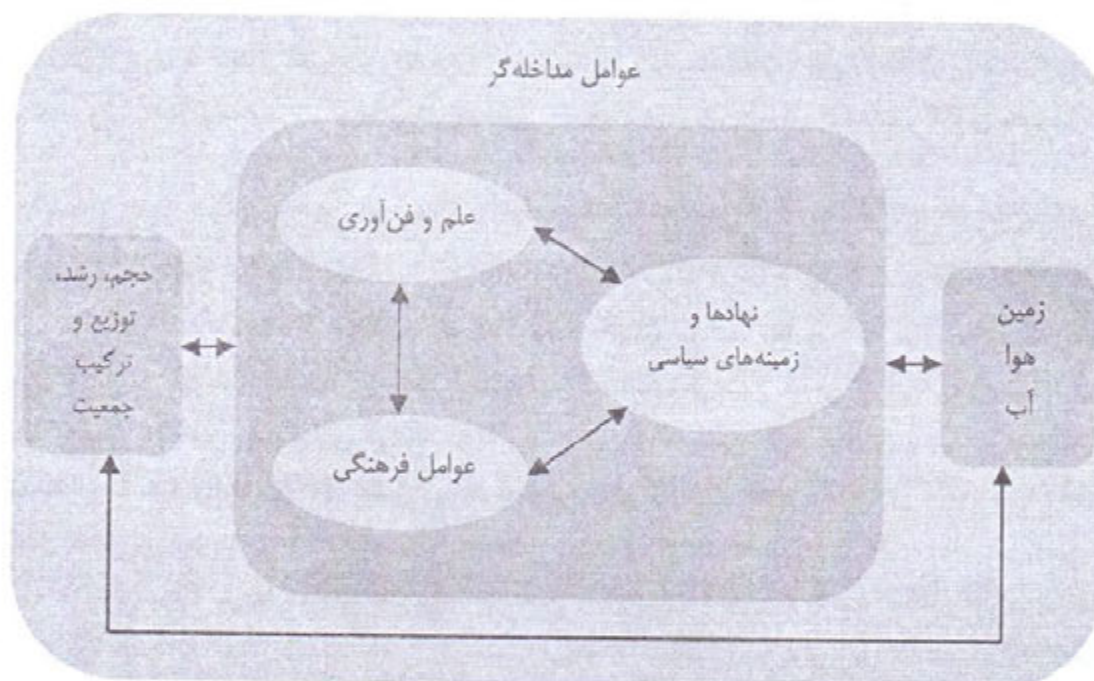 عوامل مداخله‌گر
زمین
هوا
آب
علم و فن‌آوری
نهادها و
زمینه‌های سیاسی
عوامل فرهنگی
حجم، رشد،
توزیع و
ترکیب
جمعیت